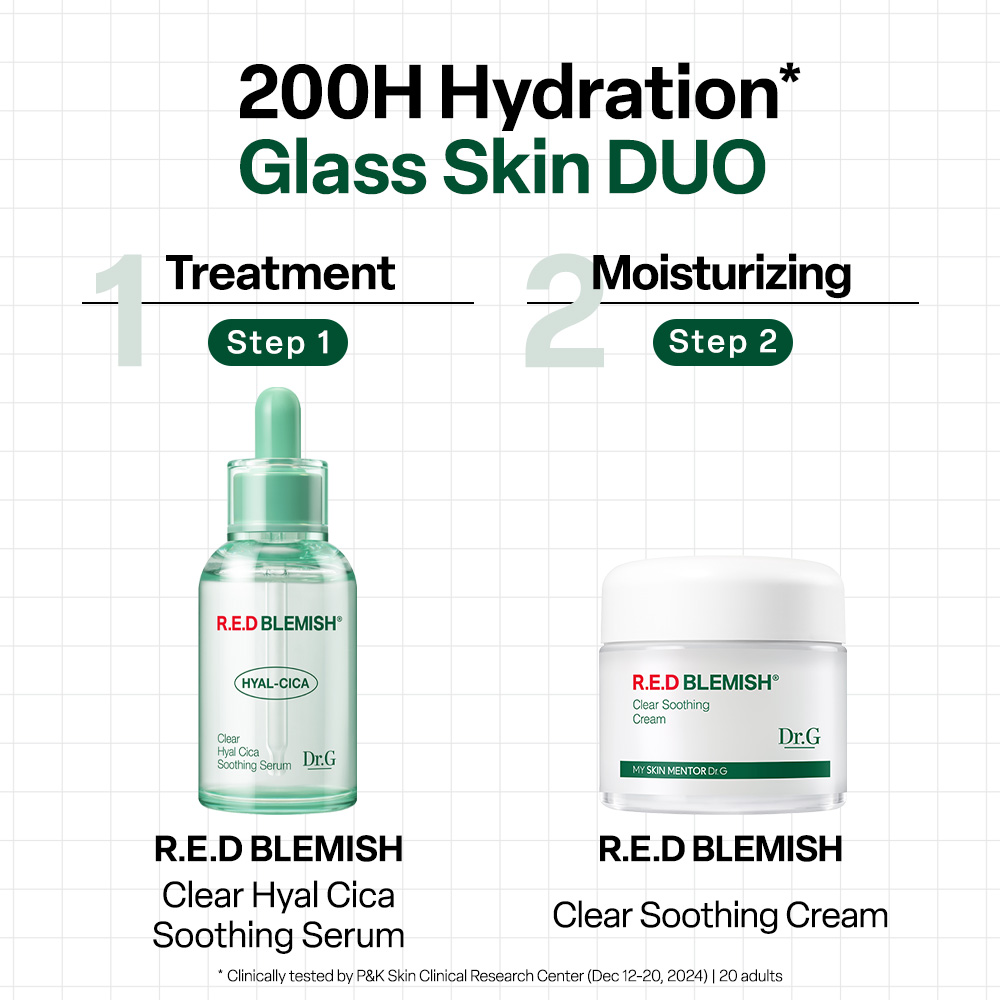 200H Hydration*
Glass Skin DUO
1 Treatment
Step 1
2 Moisturizing
Step 2
R.E.D BLEMISH®
HYAL-CICA
Clear
Hyal Cica
Soothing Serum
Dr.G
R.E.D BLEMISH®
Clear Soothing
Cream
Dr.G
MY SKIN MENTOR Dr.G
R.E.D BLEMISH
Clear Hyal Cica
Soothing Serum
R.E.D BLEMISH
Clear Soothing Cream
* Clinically tested by P&K Skin Clinical Research Center (Dec 12-20, 2024) | 20 adults